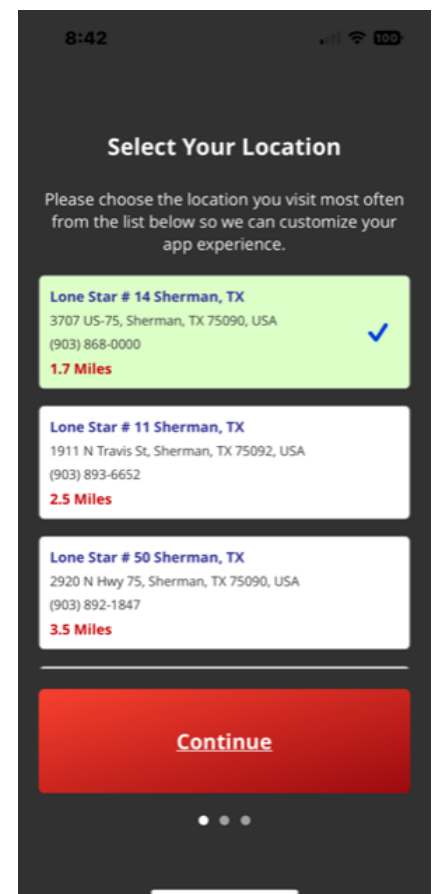 8:42
100
Select Your Location
Please choose the location you visit most often
from the list below so we can customize your
app experience.
Lone Star # 14 Sherman, TX
3707 US-75, Sherman, TX 75090, USA
(903) 868-0000
1.7 Miles
Lone Star # 11 Sherman, TX
1911 N Travis St, Sherman, TX 75092, USA
(903) 893-6652
2.5 Miles
Lone Star # 50 Sherman, TX
2920 N Hwy 75, Sherman, TX 75090, USA
(903) 892-1847
3.5 Miles
Continue